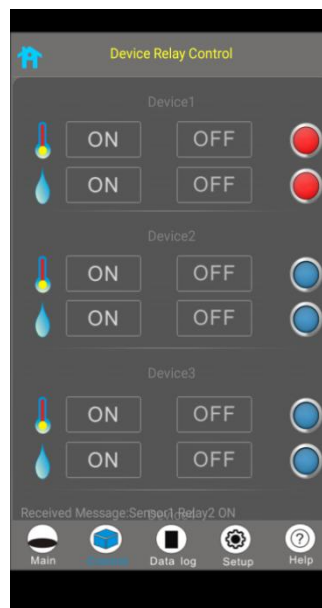 Device Relay Control
Device1
ON OFF
ON OFF
Device2
ON OFF
ON OFF
Device3
ON OFF
ON OFF
Received Message:Sensor1 Relay2 ON
Main Data log Setup Help